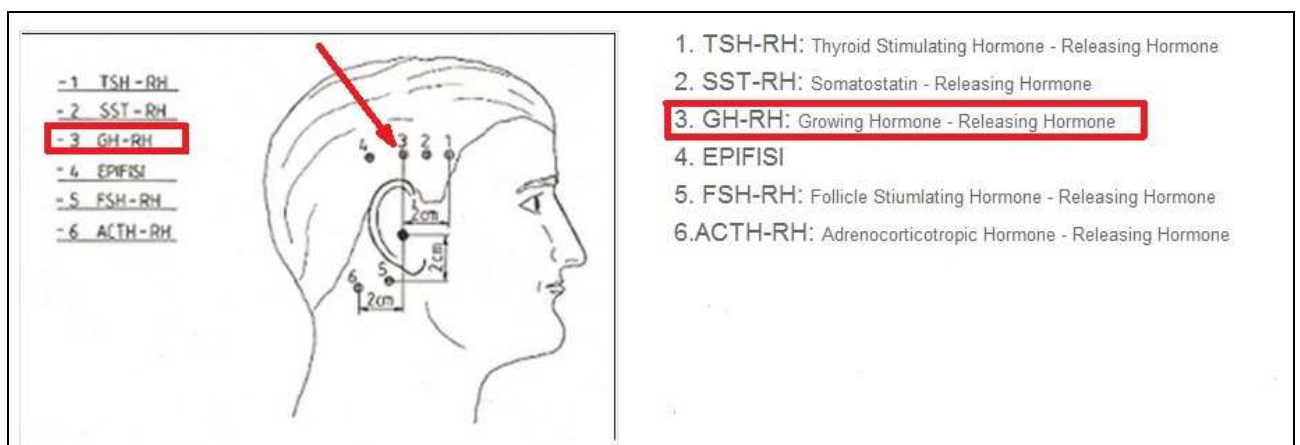 -1 TSH-RH
-2 SST-RH
-3 GH-RH
-4 EPIFISI
-5 FSH-RH
-6 ACTH-RH
4 3 2 1
2cm
2cm
5
6
2cm
1. TSH-RH: Thyroid Stimulating Hormone - Releasing Hormone
2. SST-RH: Somatostatin - Releasing Hormone
3. GH-RH: Growing Hormone - Releasing Hormone
4. EPIFISI
5. FSH-RH: Follicle Stiumlating Hormone - Releasing Hormone
6.ACTH-RH: Adrenocorticotropic Hormone - Releasing Hormone